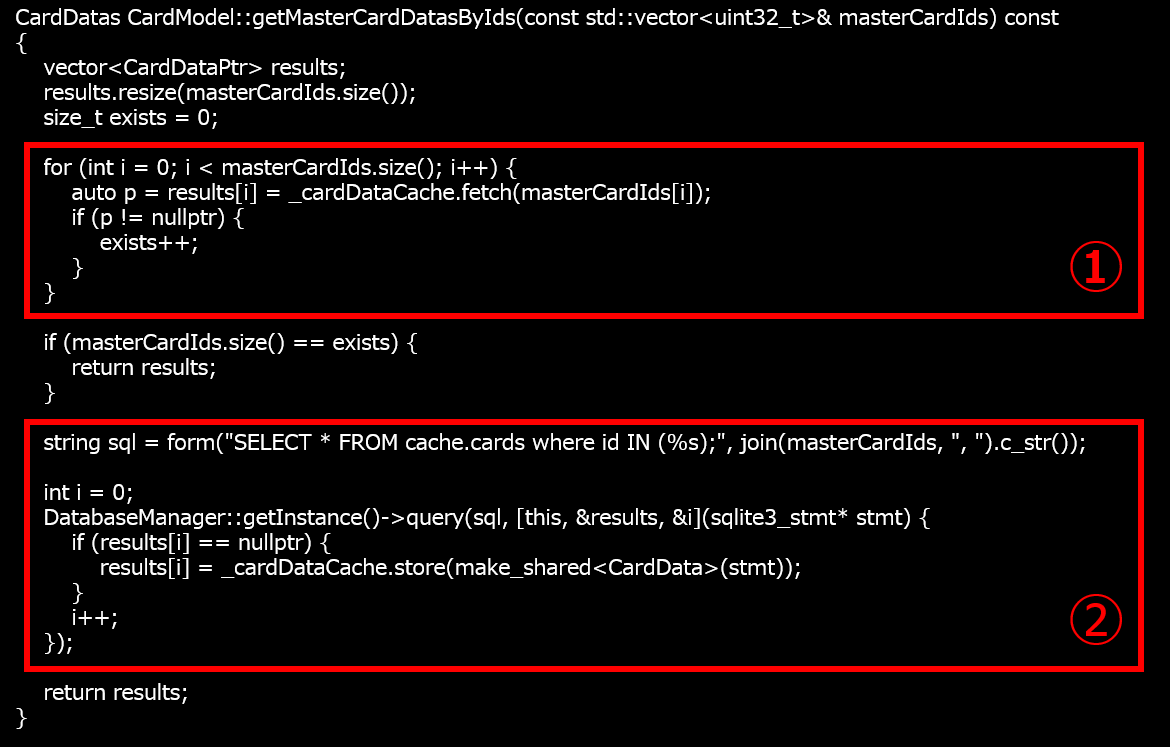 CardDatas CardModel::getMasterCardDatasByIds(const std::vector<uint32_t>& masterCardIds) const
{
    vector<CardDataPtr> results;
    results.resize(masterCardIds.size());
    size_t exists = 0;

    for (int i = 0; i < masterCardIds.size(); i++) {
        auto p = results[i] = _cardDataCache.fetch(masterCardIds[i]);
        if (p != nullptr) {
            exists++;
        }
    }
①

    if (masterCardIds.size() == exists) {
        return results;
    }

    string sql = form("SELECT * FROM cache.cards where id IN (%s);", join(masterCardIds, ", ").c_str());

    int i = 0;
    DatabaseManager::getInstance()->query(sql, [this, &results, &i](sqlite3_stmt* stmt) {
        if (results[i] == nullptr) {
            results[i] = _cardDataCache.store(make_shared<CardData>(stmt));
        }
        i++;
    });
②

    return results;
}